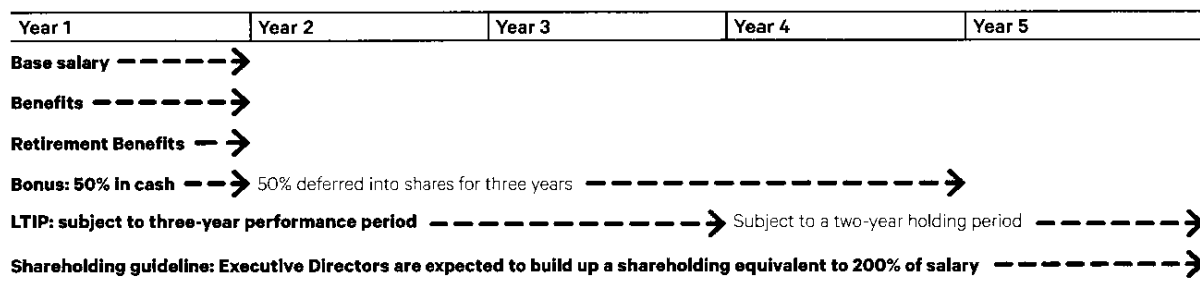 Year 1 Year 2 Year 3 Year 4 Year 5
Base salary
Benefits
Retirement Benefits
Bonus: 50% in cash 50% deferred into shares for three years
LTIP: subject to three-year performance period Subject to a two-year holding period
Shareholding guideline: Executive Directors are expected to build up a shareholding equivalent to 200% of salary